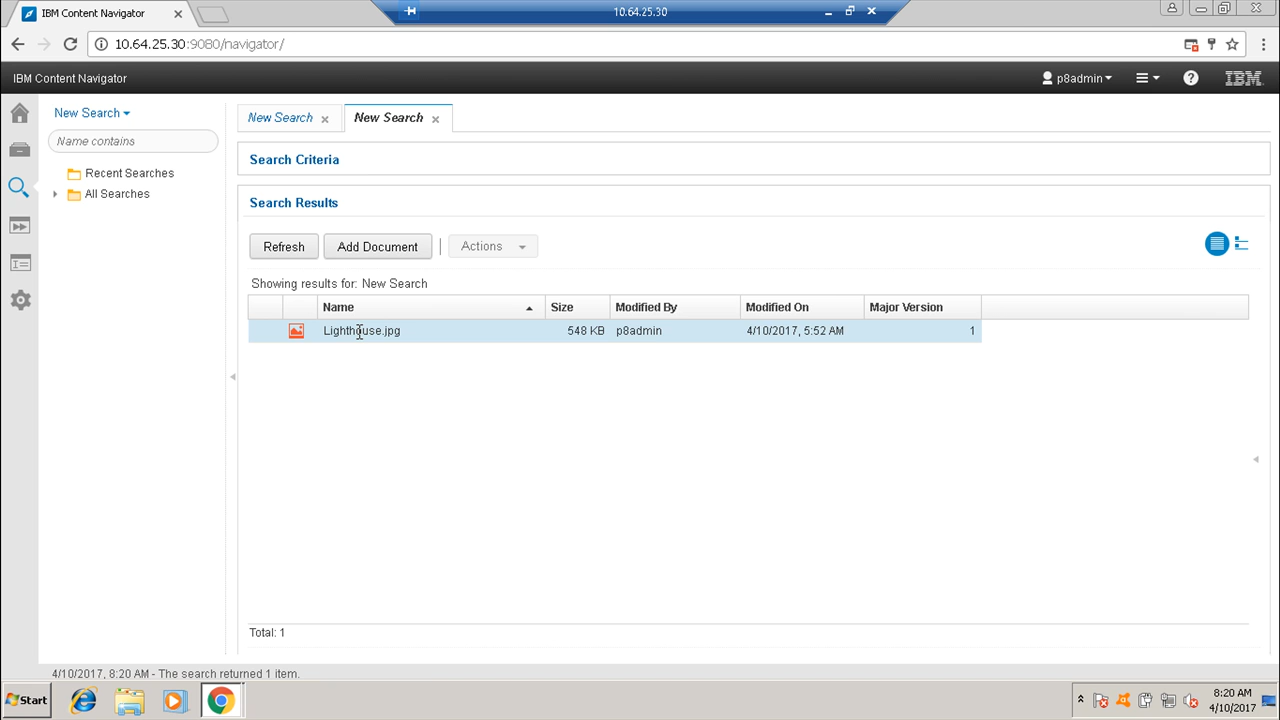 IBM Content Navigator
10.64.25.30
10.64.25.30:9080/navigator/
IBM Content Navigator
p8admin
IBM
New Search
Name contains
Recent Searches
All Searches
New Search
New Search
Search Criteria
Search Results
Refresh
Add Document
Actions
Showing results for: New Search
Name Size Modified By Modified On Major Version
Lighthouse.jpg 548 KB p8admin 4/10/2017, 5:52 AM 1
Total: 1
4/10/2017, 8:20 AM - The search returned 1 item.
Start
8:20 AM
4/10/2017